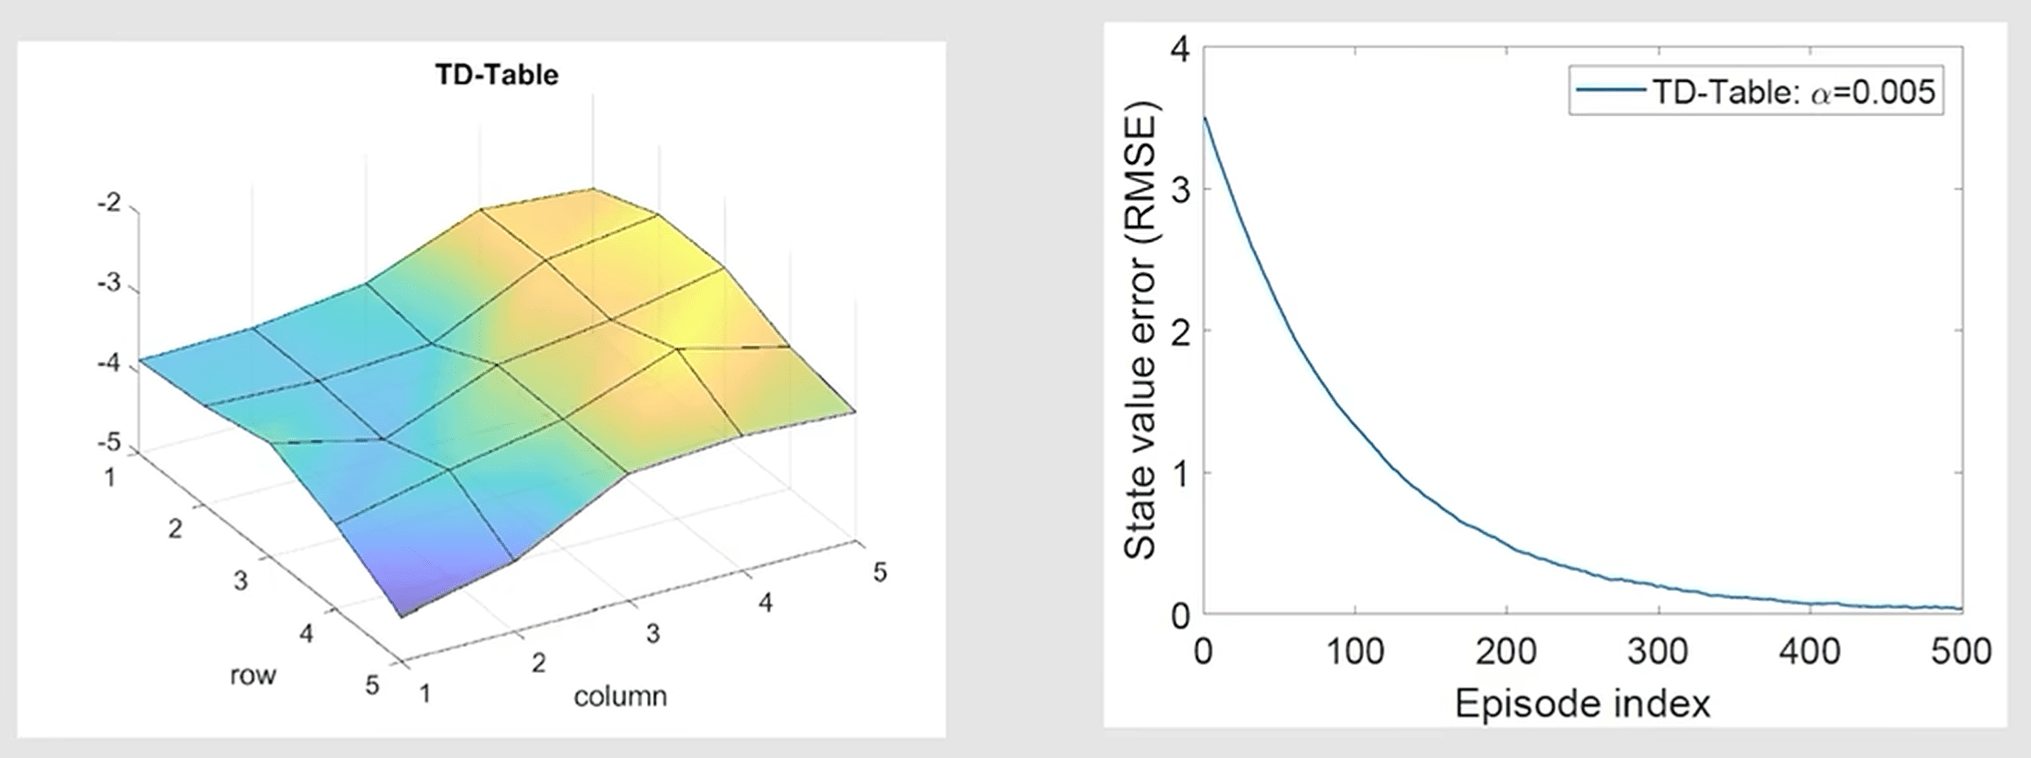 TD-Table
-2
-3
-4
-5
1
2
3
4
5
row
1
2
3
4
5
column
4
3
2
1
0
State value error (RMSE)
TD-Table: α=0.005
0 100 200 300 400 500
Episode index